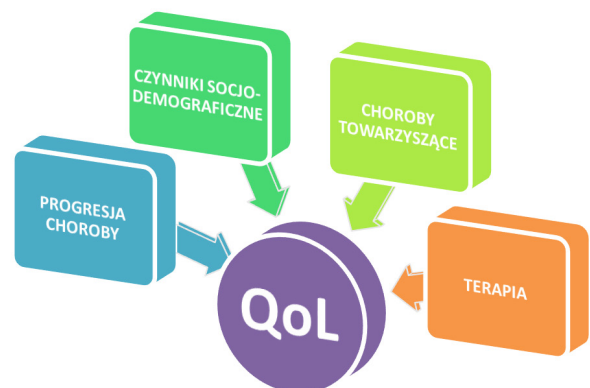 CZYNNIKI SOCJO-
DEMOGRAFICZNE
CHOROBY
TOWARZYSZĄCE
PROGRESJA
CHOROBY
TERAPIA
QoL